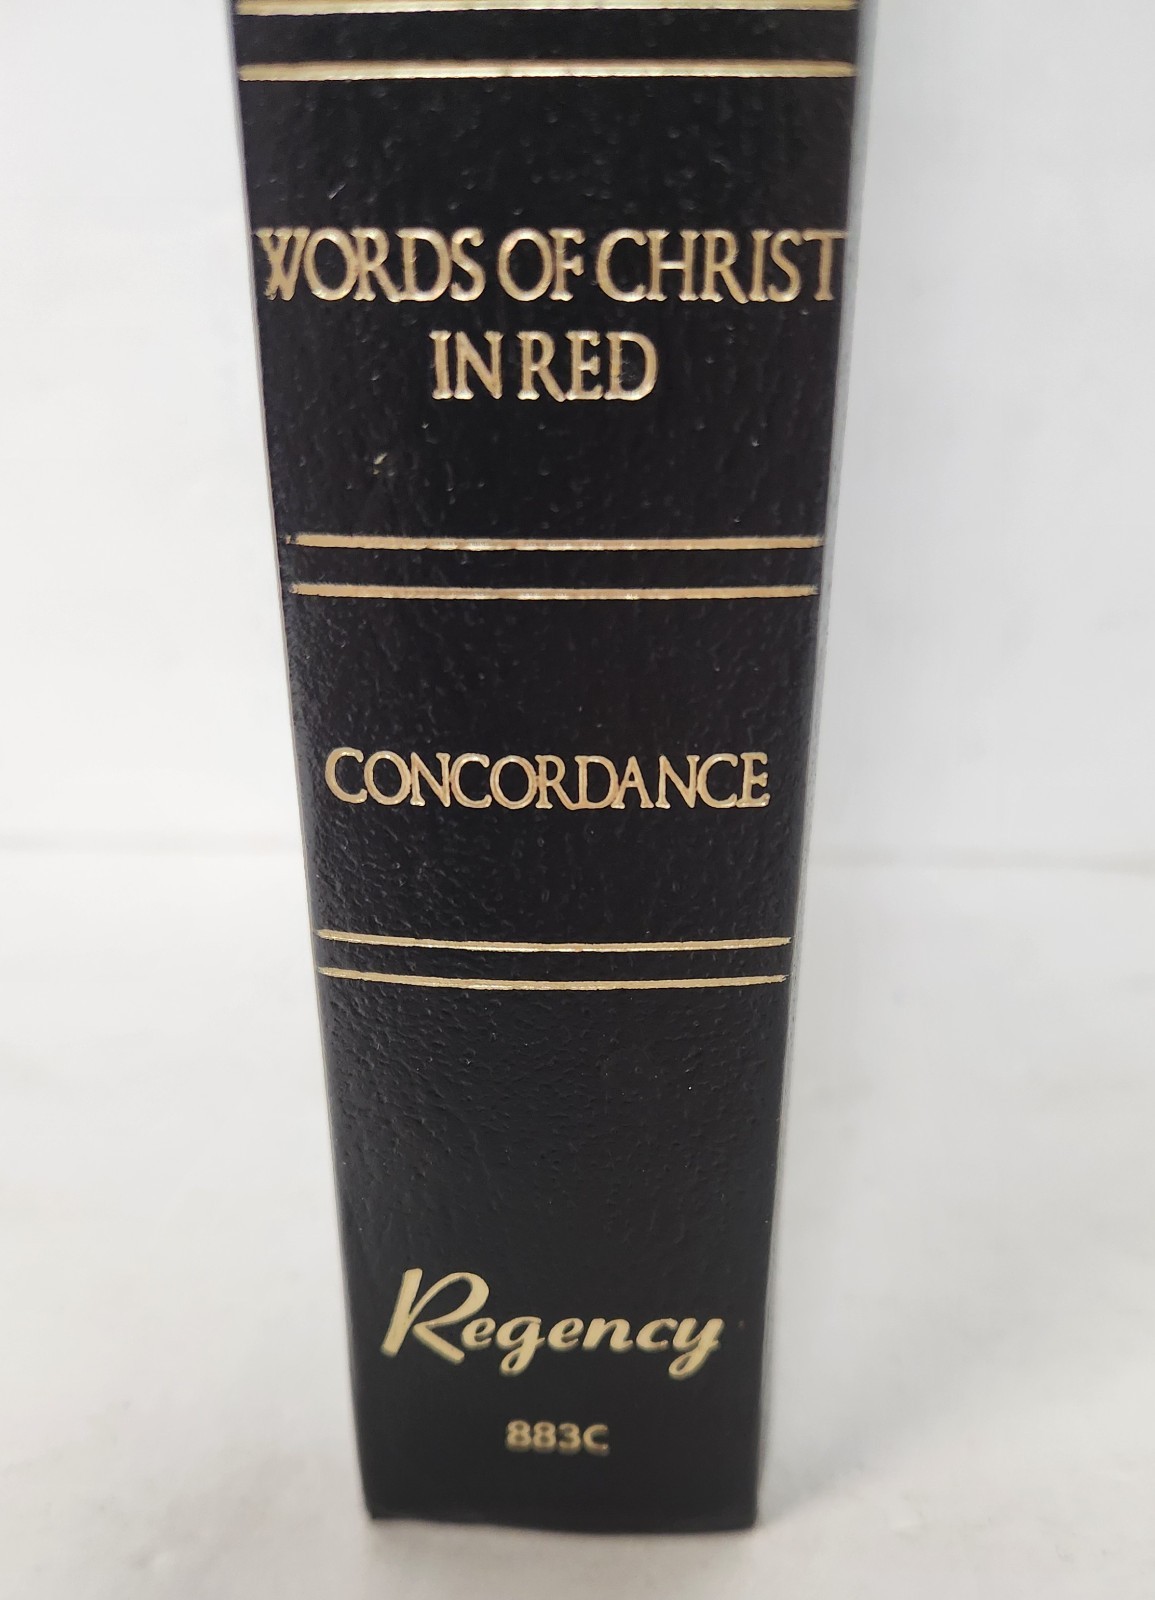 WORDS OF CHRIST
IN RED
CONCORDANCE
Regency
883C